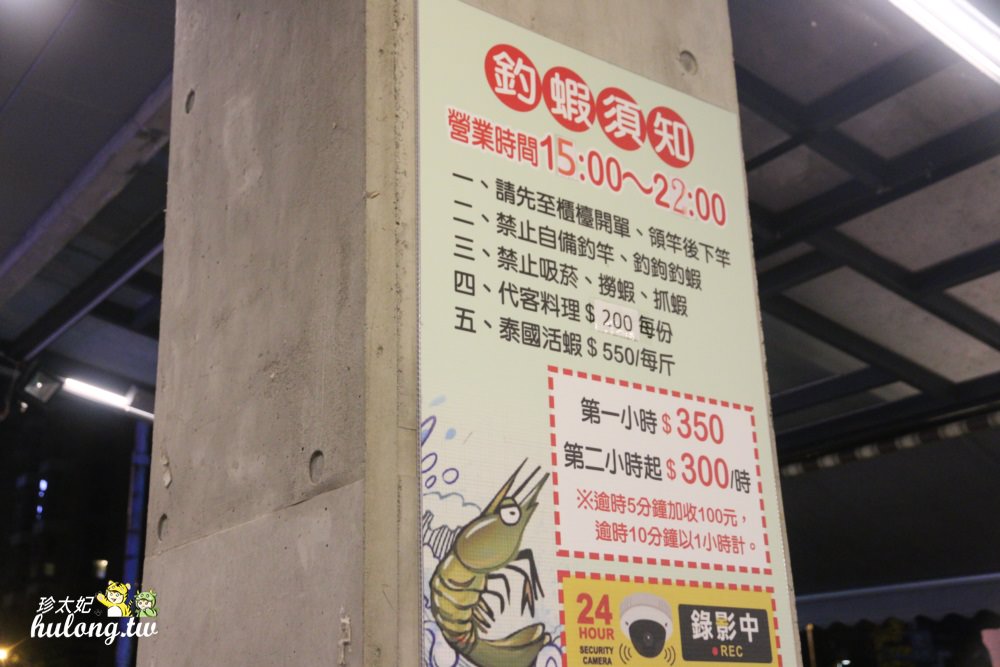 釣蝦須知
營業時間15:00～22:00
一、請先至櫃檯開單、領竿後下竿
二、禁止自備釣竿、釣鉤釣蝦
三、禁止吸菸、撈蝦、抓蝦
四、代客料理$200每份
五、泰國活蝦$550/每斤
第一小時$350
第二小時起$300/時
※逾時5分鐘加收100元，
逾時10分鐘以1小時計。
24
HOUR
SECURITY
CAMERA
錄影中
REC
珍太妃
hulong.tw